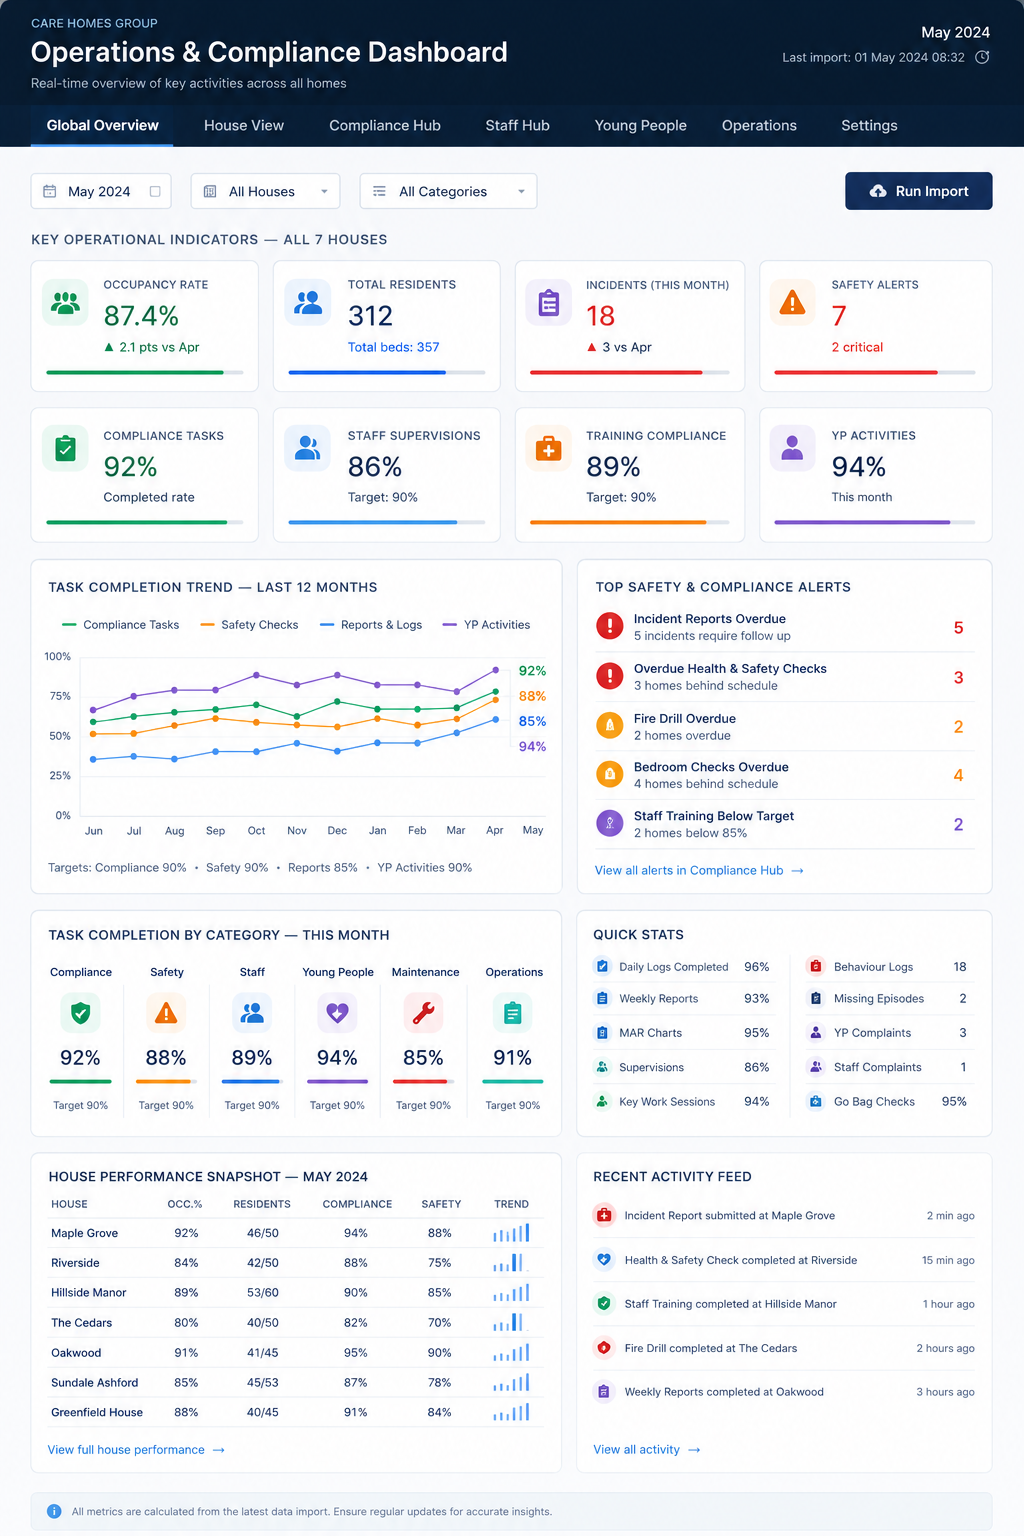 CARE HOMES GROUP
Operations & Compliance Dashboard
Real-time overview of key activities across all homes
May 2024
Last import: 01 May 2024 08:32
Global Overview
House View
Compliance Hub
Staff Hub
Young People
Operations
Settings
May 2024
All Houses
All Categories
Run Import
KEY OPERATIONAL INDICATORS — ALL 7 HOUSES
OCCUPANCY RATE
87.4%
▲ 2.1 pts vs Apr
TOTAL RESIDENTS
312
Total beds: 357
INCIDENTS (THIS MONTH)
18
▲ 3 vs Apr
SAFETY ALERTS
7
2 critical
COMPLIANCE TASKS
92%
Completed rate
STAFF SUPERVISIONS
86%
Target: 90%
TRAINING COMPLIANCE
89%
Target: 90%
YP ACTIVITIES
94%
This month
TASK COMPLETION TREND — LAST 12 MONTHS
Compliance Tasks
Safety Checks
Reports & Logs
YP Activities
100%
75%
50%
25%
0%
92%
88%
85%
94%
Jun Jul Aug Sep Oct Nov Dec Jan Feb Mar Apr May
Targets: Compliance 90% • Safety 90% • Reports 85% • YP Activities 90%
TOP SAFETY & COMPLIANCE ALERTS
Incident Reports Overdue
5 incidents require follow up
5
Overdue Health & Safety Checks
3 homes behind schedule
3
Fire Drill Overdue
2 homes overdue
2
Bedroom Checks Overdue
4 homes behind schedule
4
Staff Training Below Target
2 homes below 85%
2
View all alerts in Compliance Hub →
TASK COMPLETION BY CATEGORY — THIS MONTH
Compliance
92%
Target 90%
Safety
88%
Target 90%
Staff
89%
Target 90%
Young People
94%
Target 90%
Maintenance
85%
Target 90%
Operations
91%
Target 90%
QUICK STATS
Daily Logs Completed 96%
Weekly Reports 93%
MAR Charts 95%
Supervisions 86%
Key Work Sessions 94%
Behaviour Logs 18
Missing Episodes 2
YP Complaints 3
Staff Complaints 1
Go Bag Checks 95%
HOUSE PERFORMANCE SNAPSHOT — MAY 2024
HOUSE OCC.% RESIDENTS COMPLIANCE SAFETY TREND
Maple Grove 92% 46/50 94% 88%
Riverside 84% 42/50 88% 75%
Hillside Manor 89% 53/60 90% 85%
The Cedars 80% 40/50 82% 70%
Oakwood 91% 41/45 95% 90%
Sundale Ashford 85% 45/53 87% 78%
Greenfield House 88% 40/45 91% 84%
View full house performance →
RECENT ACTIVITY FEED
Incident Report submitted at Maple Grove 2 min ago
Health & Safety Check completed at Riverside 15 min ago
Staff Training completed at Hillside Manor 1 hour ago
Fire Drill completed at The Cedars 2 hours ago
Weekly Reports completed at Oakwood 3 hours ago
View all activity →
All metrics are calculated from the latest data import. Ensure regular updates for accurate insights.